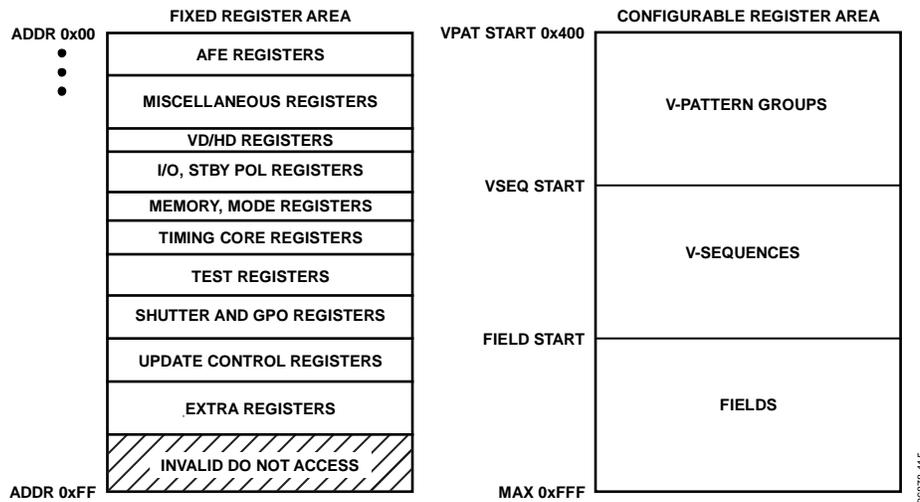 FIXED REGISTER AREA
ADDR 0x00
AFE REGISTERS
MISCELLANEOUS REGISTERS
VD/HD REGISTERS
I/O, STBY POL REGISTERS
MEMORY, MODE REGISTERS
TIMING CORE REGISTERS
TEST REGISTERS
SHUTTER AND GPO REGISTERS
UPDATE CONTROL REGISTERS
EXTRA REGISTERS
INVALID DO NOT ACCESS
ADDR 0xFF
CONFIGURABLE REGISTER AREA
VPAT START 0x400
V-PATTERN GROUPS
VSEQ START
V-SEQUENCES
FIELD START
FIELDS
MAX 0xFFF